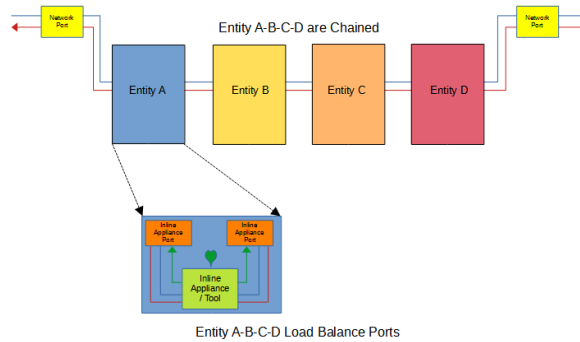 Network
Port
Entity A-B-C-D are Chained
Network
Port
Entity A
Entity B
Entity C
Entity D
Inline
Appliance
Port
Inline
Appliance
Port
Inline
Appliance
/ Tool
Entity A-B-C-D Load Balance Ports